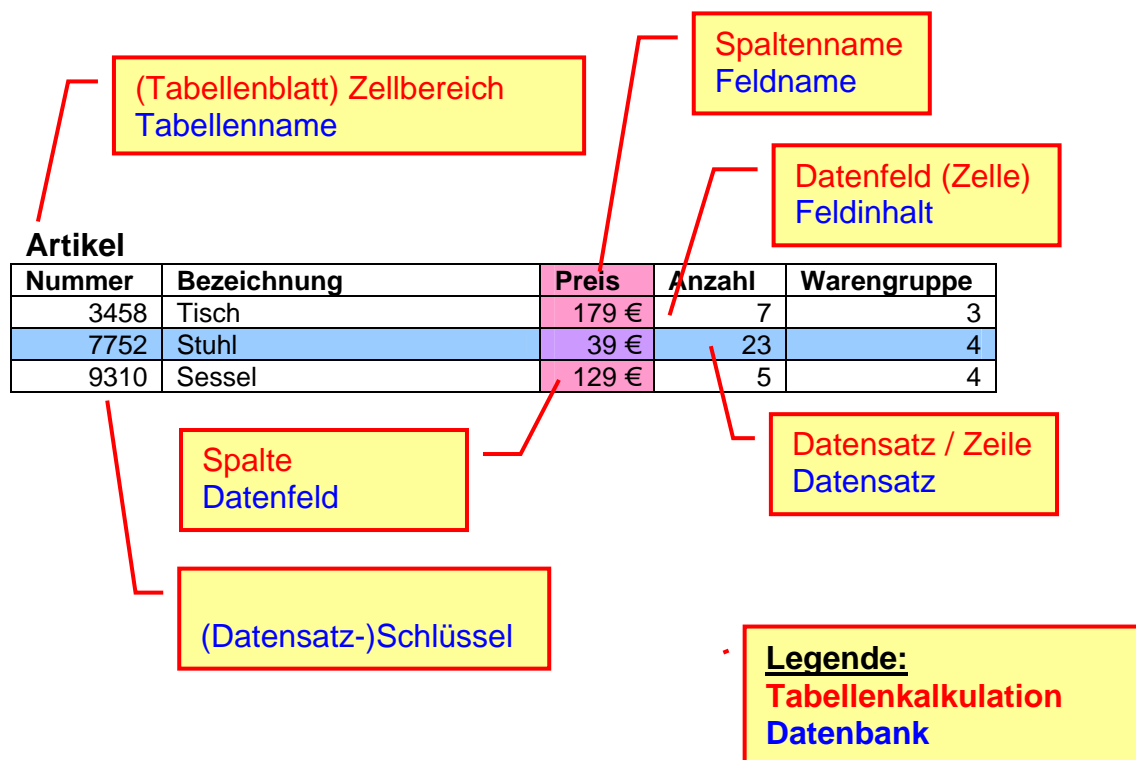 Spaltenname
Feldname
(Tabellenblatt) Zellbereich
Tabellenname
Datenfeld (Zelle)
Feldinhalt
Artikel
Nummer Bezeichnung Preis Anzahl Warengruppe
3458 Tisch 179 € 7 3
7752 Stuhl 39 € 23 4
9310 Sessel 129 € 5 4
Spalte
Datenfeld
Datensatz / Zeile
Datensatz
(Datensatz-)Schlüssel
Legende:
Tabellenkalkulation
Datenbank